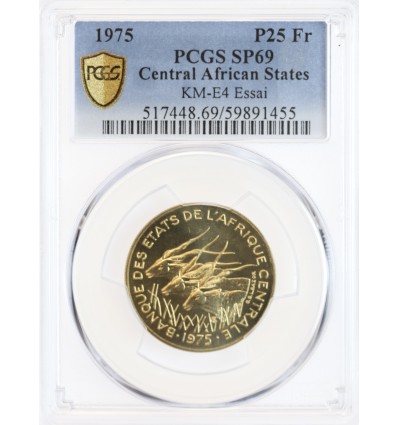 1975 P25 Fr
PCGS SP69
Central African States
KM-E4 Essai
517448.69/59891455
PCGS
BANQUE DES ETATS DE L'AFRIQUE CENTRALE
·1975·